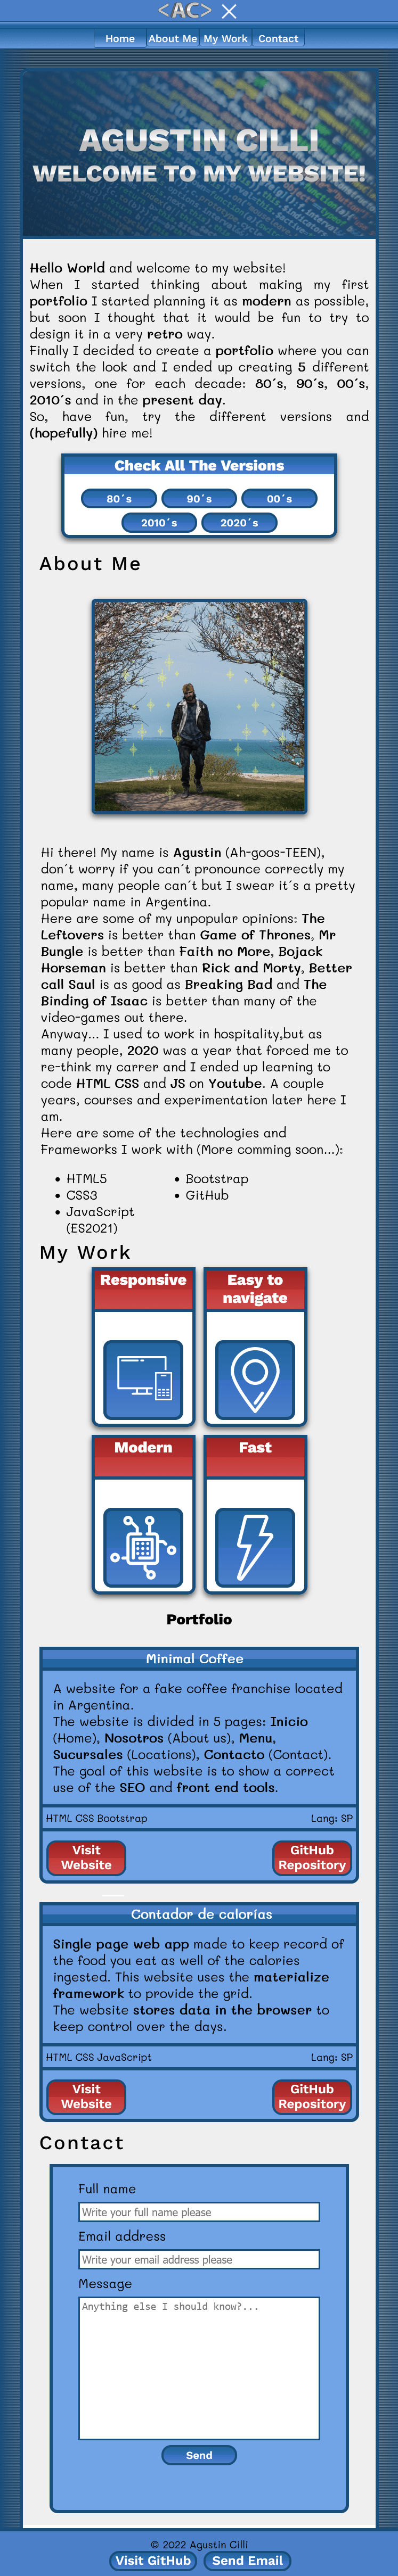 <AC>
Home About Me My Work Contact
AGUSTIN CILLI
WELCOME TO MY WEBSITE!
Hello World and welcome to my website!
When I started thinking about making my first
portfolio I started planning it as modern as possible,
but soon I thought that it would be fun to try to
design it in a very retro way.
Finally I decided to create a portfolio where you can
switch the look and I ended up creating 5 different
versions, one for each decade: 80´s, 90´s, 00´s,
2010´s and in the present day.
So, have fun, try the different versions and
(hopefully) hire me!
Check All The Versions
80´s 90´s 00´s
2010´s 2020´s
About Me
Hi there! My name is Agustin (Ah-goos-TEEN),
don´t worry if you can´t pronounce correctly my
name, many people can´t but I swear it´s a pretty
popular name in Argentina.
Here are some of my unpopular opinions: The
Leftovers is better than Game of Thrones, Mr
Bungle is better than Faith no More, Bojack
Horseman is better than Rick and Morty, Better
call Saul is as good as Breaking Bad and The
Binding of Isaac is better than many of the
video-games out there.
Anyway... I used to work in hospitality,but as
many people, 2020 was a year that forced me to
re-think my carrer and I ended up learning to
code HTML CSS and JS on Youtube. A couple
years, courses and experimentation later here I
am.
Here are some of the technologies and
Frameworks I work with (More comming soon...):
• HTML5
• CSS3
• JavaScript
(ES2021)
• Bootstrap
• GitHub
My Work
Responsive
Easy to
navigate
Modern
Fast
Portfolio
Minimal Coffee
A website for a fake coffee franchise located
in Argentina.
The website is divided in 5 pages: Inicio
(Home), Nosotros (About us), Menu,
Sucursales (Locations), Contacto (Contact).
The goal of this website is to show a correct
use of the SEO and front end tools.
HTML CSS Bootstrap Lang: SP
Visit
Website
GitHub
Repository
Contador de calorías
Single page web app made to keep record of
the food you eat as well of the calories
ingested. This website uses the materialize
framework to provide the grid.
The website stores data in the browser to
keep control over the days.
HTML CSS JavaScript Lang: SP
Visit
Website
GitHub
Repository
Contact
Full name
Write your full name please
Email address
Write your email address please
Message
Anything else I should know?...
Send
© 2022 Agustin Cilli
Visit GitHub Send Email